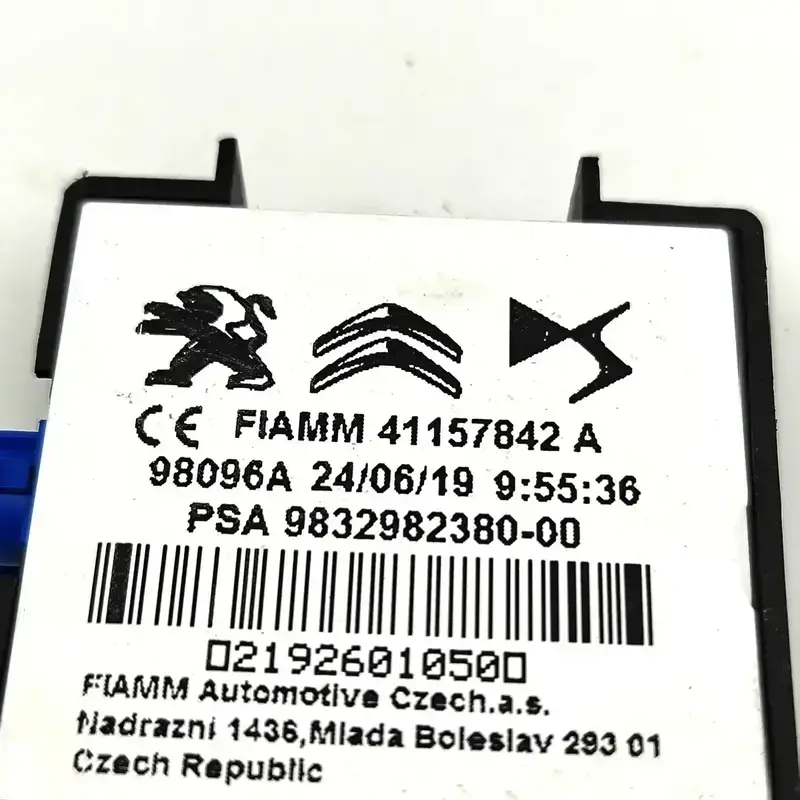 CE FIAMM 41157842 A
98096A 24/06/19 9:55:36
PSA 9832982380-00
02192601050
FIAMM Automotive Czech.a.s.
Nadrazni 1436,Mlada Boleslav 293 01
Czech Republic